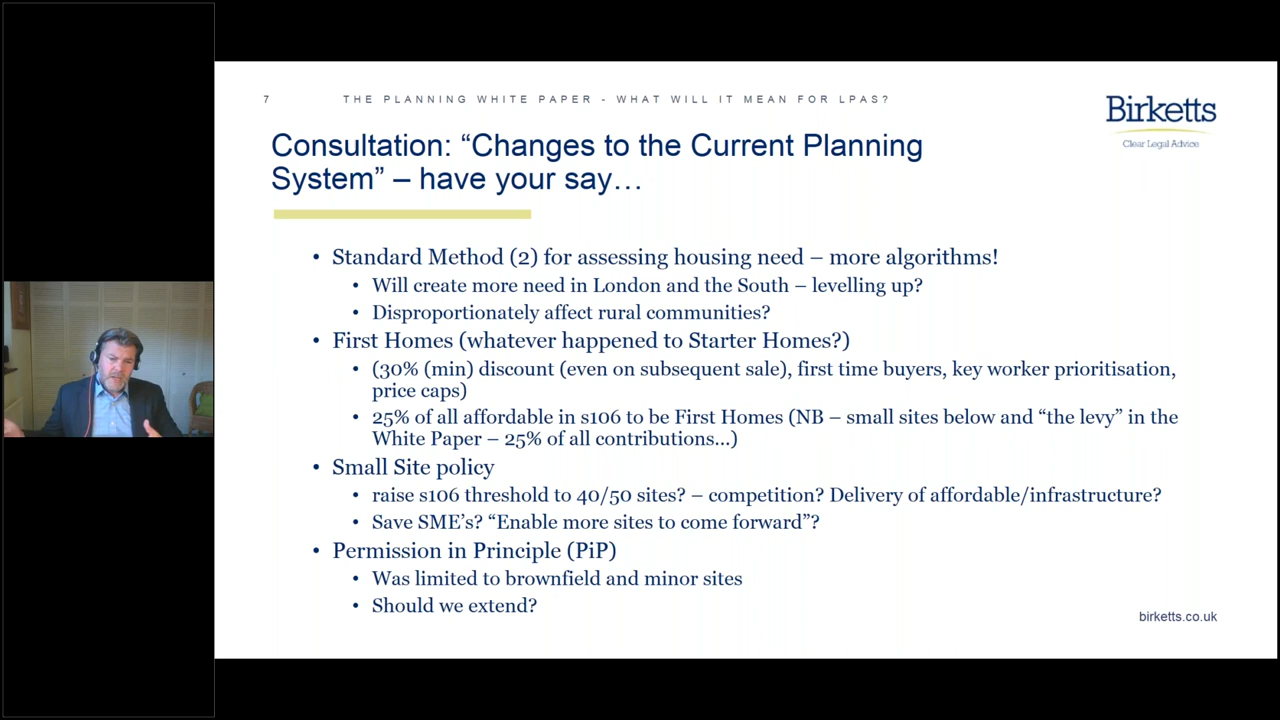 7 THE PLANNING WHITE PAPER - WHAT WILL IT MEAN FOR LPAS?
Birketts
Clear Legal Advice
Consultation: “Changes to the Current Planning
System” – have your say…
• Standard Method (2) for assessing housing need – more algorithms!
• Will create more need in London and the South – levelling up?
• Disproportionately affect rural communities?
• First Homes (whatever happened to Starter Homes?)
• (30% (min) discount (even on subsequent sale), first time buyers, key worker prioritisation,
price caps)
• 25% of all affordable in s106 to be First Homes (NB – small sites below and “the levy” in the
White Paper – 25% of all contributions…)
• Small Site policy
• raise s106 threshold to 40/50 sites? – competition? Delivery of affordable/infrastructure?
• Save SME’s? “Enable more sites to come forward”?
• Permission in Principle (PiP)
• Was limited to brownfield and minor sites
• Should we extend?
birketts.co.uk